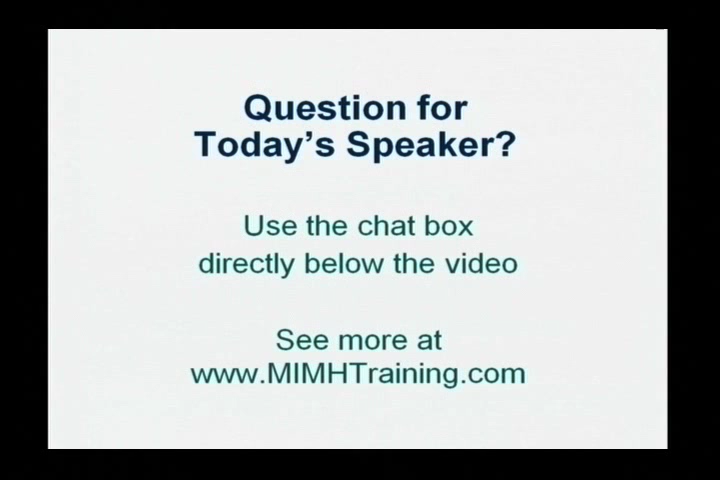 Question for
Today's Speaker?
Use the chat box
directly below the video
See more at
www.MIMHTraining.com